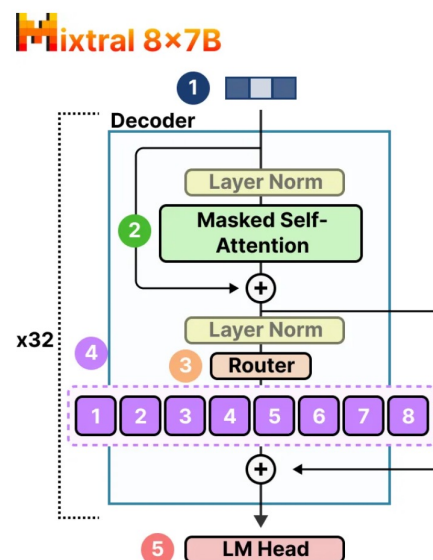 Mixtral 8×7B
1
Decoder
Layer Norm
2
Masked Self-
Attention
+
x32
Layer Norm
4
3
Router
1 2 3 4 5 6 7 8
+
5
LM Head